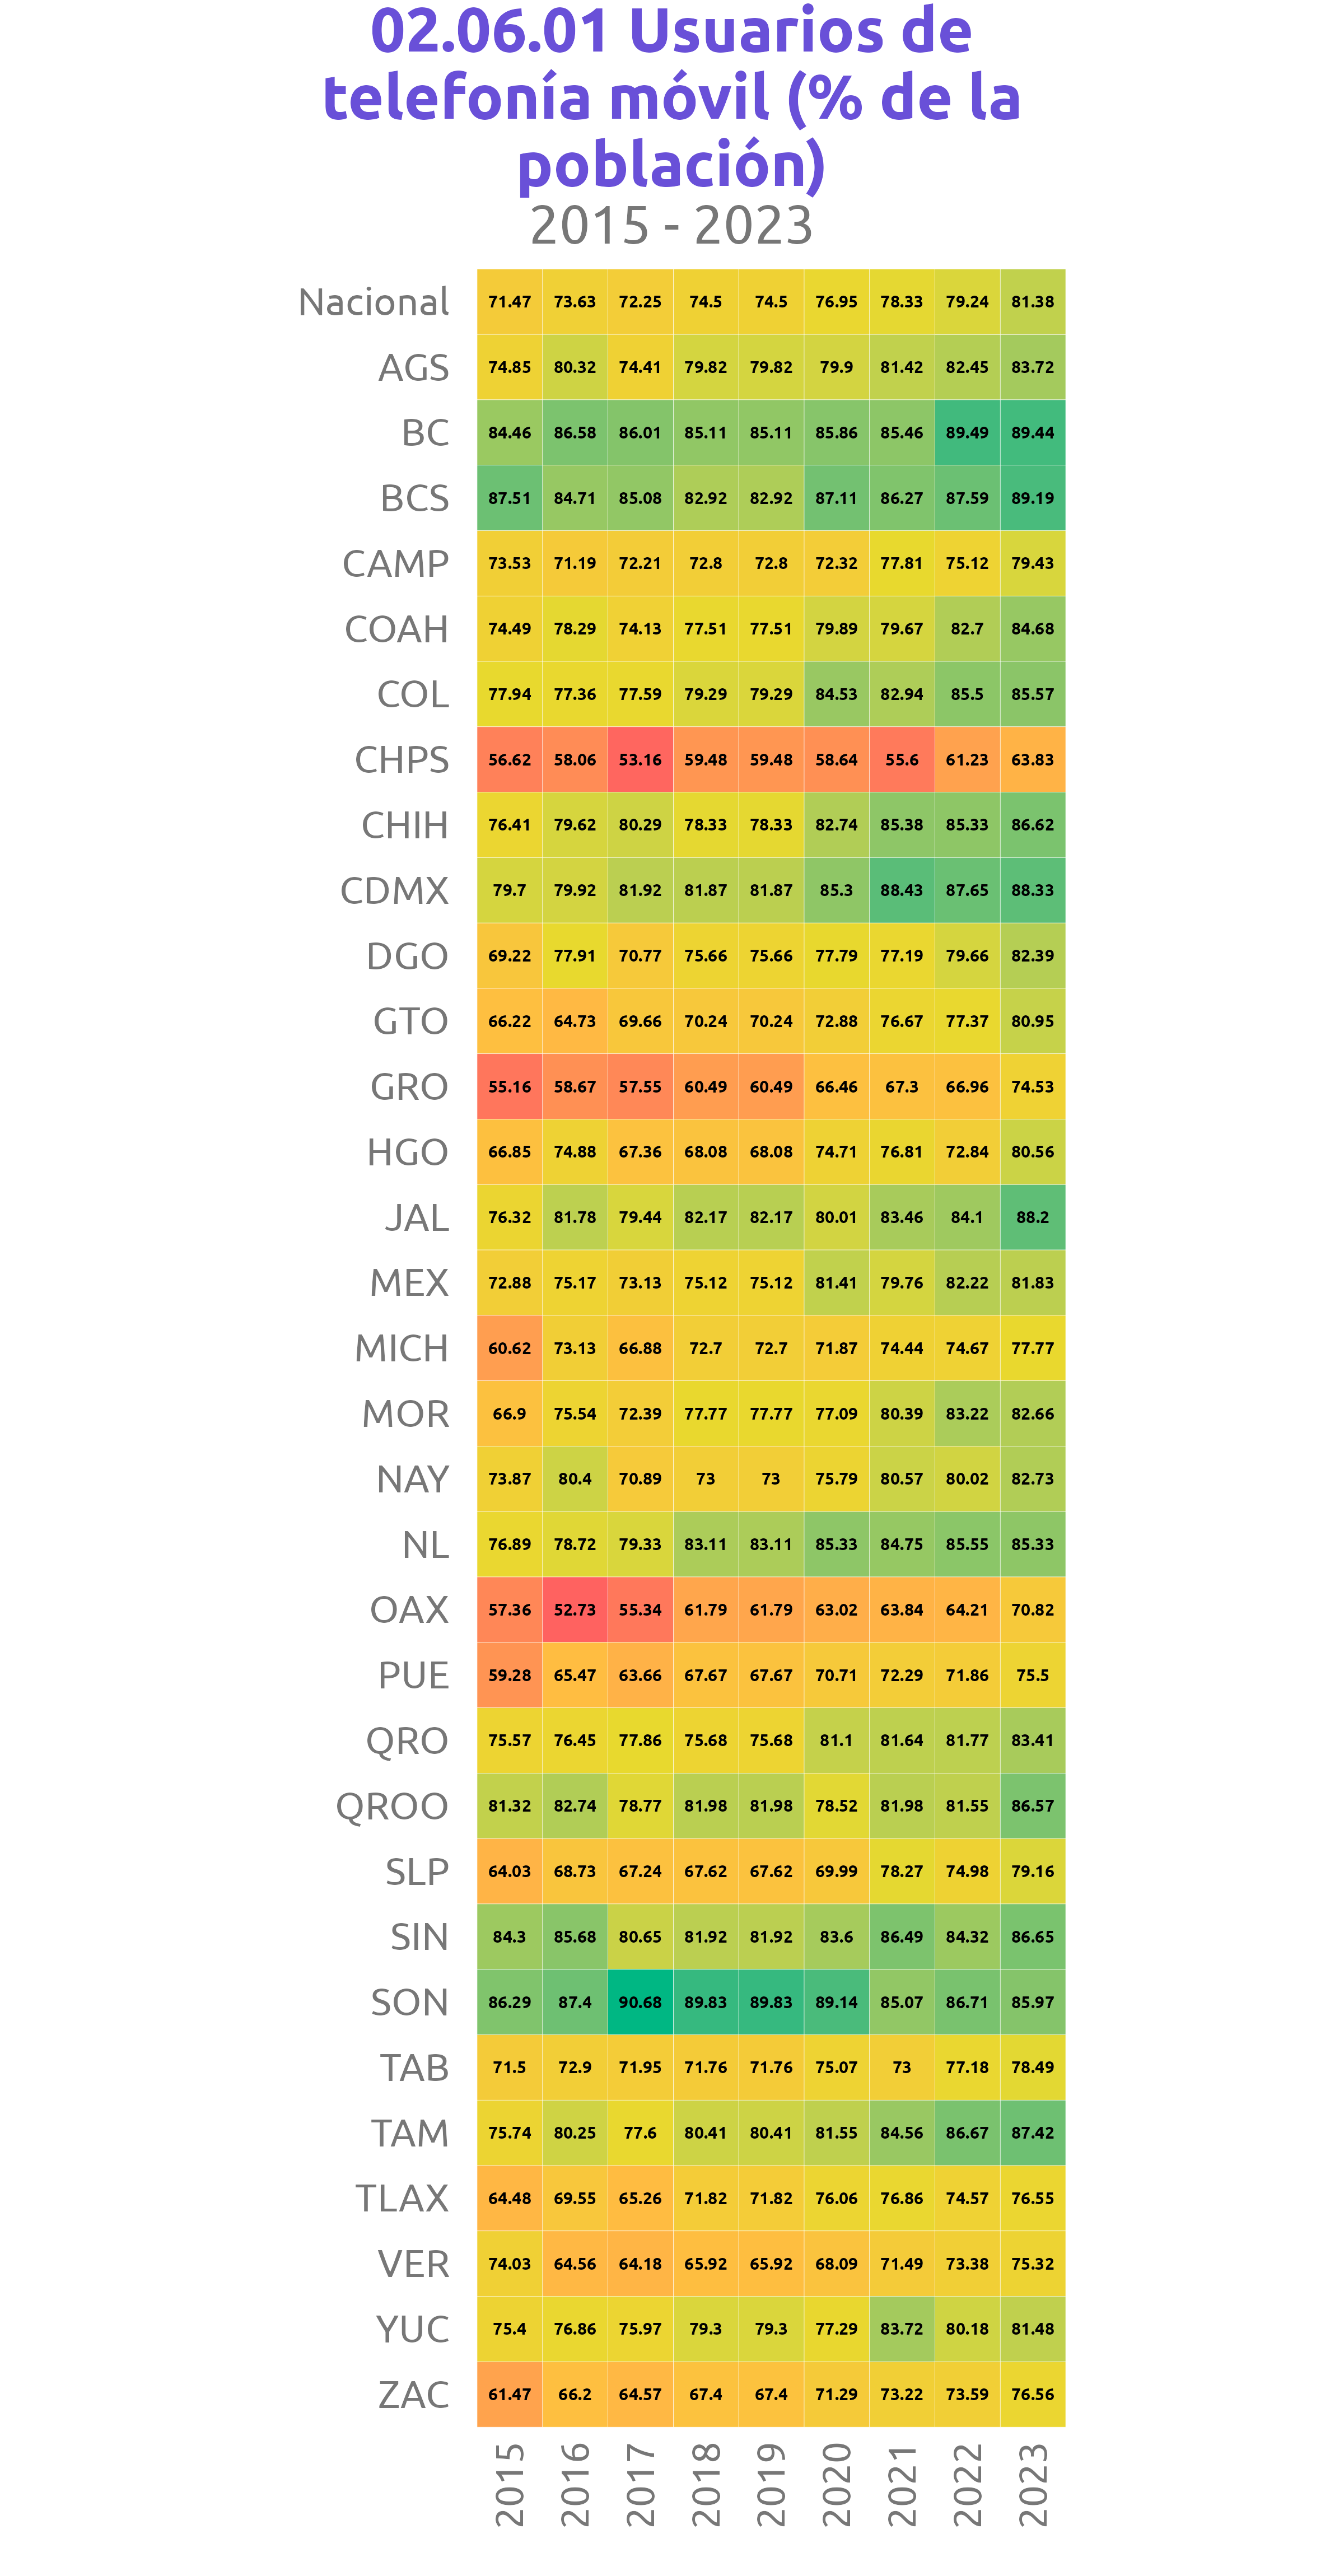 02.06.01 Usuarios de
telefonía móvil (% de la
población)
2015 - 2023
Nacional 71.47 73.63 72.25 74.5 74.5 76.95 78.33 79.24 81.38
AGS 74.85 80.32 74.41 79.82 79.82 79.9 81.42 82.45 83.72
BC 84.46 86.58 86.01 85.11 85.11 85.86 85.46 89.49 89.44
BCS 87.51 84.71 85.08 82.92 82.92 87.11 86.27 87.59 89.19
CAMP 73.53 71.19 72.21 72.8 72.8 72.32 77.81 75.12 79.43
COAH 74.49 78.29 74.13 77.51 77.51 79.89 79.67 82.7 84.68
COL 77.94 77.36 77.59 79.29 79.29 84.53 82.94 85.5 85.57
CHPS 56.62 58.06 53.16 59.48 59.48 58.64 55.6 61.23 63.83
CHIH 76.41 79.62 80.29 78.33 78.33 82.74 85.38 85.33 86.62
CDMX 79.7 79.92 81.92 81.87 81.87 85.3 88.43 87.65 88.33
DGO 69.22 77.91 70.77 75.66 75.66 77.79 77.19 79.66 82.39
GTO 66.22 64.73 69.66 70.24 70.24 72.88 76.67 77.37 80.95
GRO 55.16 58.67 57.55 60.49 60.49 66.46 67.3 66.96 74.53
HGO 66.85 74.88 67.36 68.08 68.08 74.71 76.81 72.84 80.56
JAL 76.32 81.78 79.44 82.17 82.17 80.01 83.46 84.1 88.2
MEX 72.88 75.17 73.13 75.12 75.12 81.41 79.76 82.22 81.83
MICH 60.62 73.13 66.88 72.7 72.7 71.87 74.44 74.67 77.77
MOR 66.9 75.54 72.39 77.77 77.77 77.09 80.39 83.22 82.66
NAY 73.87 80.4 70.89 73 73 75.79 80.57 80.02 82.73
NL 76.89 78.72 79.33 83.11 83.11 85.33 84.75 85.55 85.33
OAX 57.36 52.73 55.34 61.79 61.79 63.02 63.84 64.21 70.82
PUE 59.28 65.47 63.66 67.67 67.67 70.71 72.29 71.86 75.5
QRO 75.57 76.45 77.86 75.68 75.68 81.1 81.64 81.77 83.41
QROO 81.32 82.74 78.77 81.98 81.98 78.52 81.98 81.55 86.57
SLP 64.03 68.73 67.24 67.62 67.62 69.99 78.27 74.98 79.16
SIN 84.3 85.68 80.65 81.92 81.92 83.6 86.49 84.32 86.65
SON 86.29 87.4 90.68 89.83 89.83 89.14 85.07 86.71 85.97
TAB 71.5 72.9 71.95 71.76 71.76 75.07 73 77.18 78.49
TAM 75.74 80.25 77.6 80.41 80.41 81.55 84.56 86.67 87.42
TLAX 64.48 69.55 65.26 71.82 71.82 76.06 76.86 74.57 76.55
VER 74.03 64.56 64.18 65.92 65.92 68.09 71.49 73.38 75.32
YUC 75.4 76.86 75.97 79.3 79.3 77.29 83.72 80.18 81.48
ZAC 61.47 66.2 64.57 67.4 67.4 71.29 73.22 73.59 76.56
2015 2016 2017 2018 2019 2020 2021 2022 2023